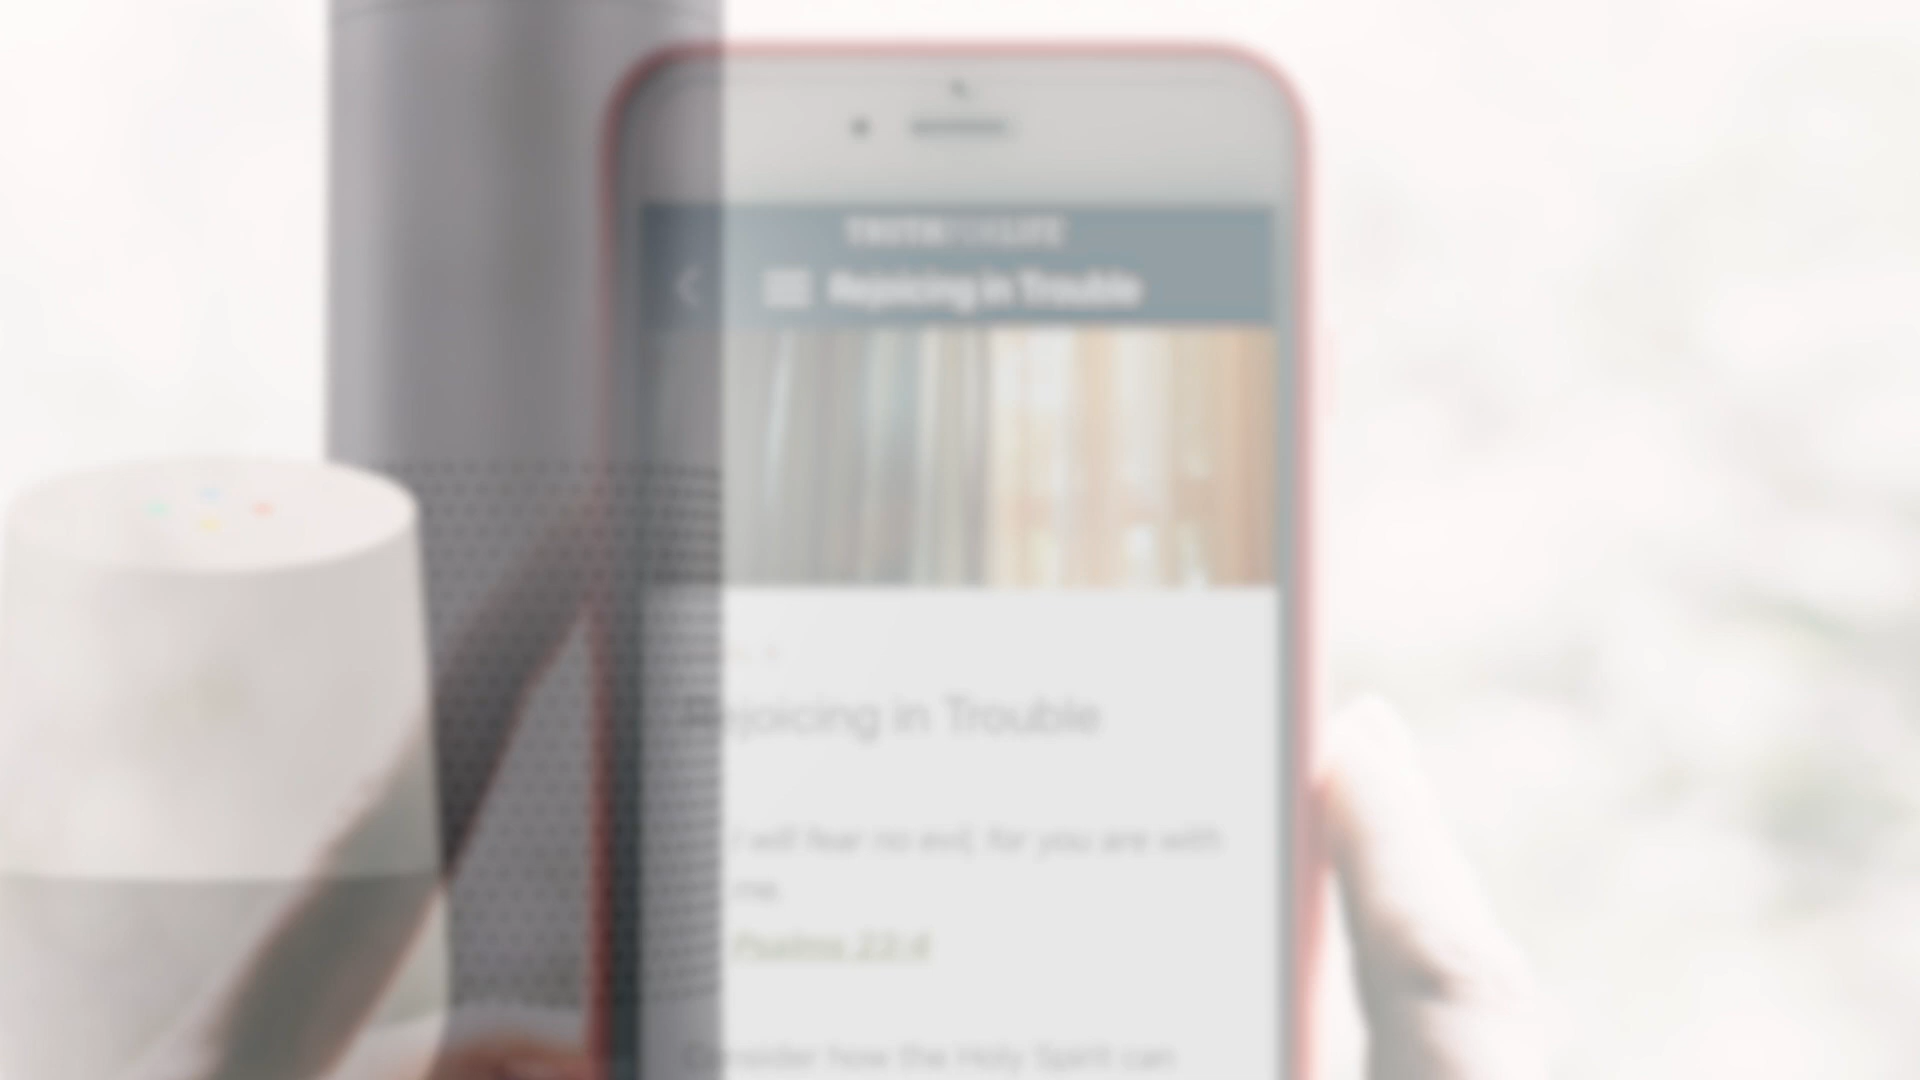 TRUTHFORLIFE
Rejoicing in Trouble
Rejoicing in Trouble
I will fear no evil, for you are with
me.
Psalms 23:4
Consider how the Holy Spirit can